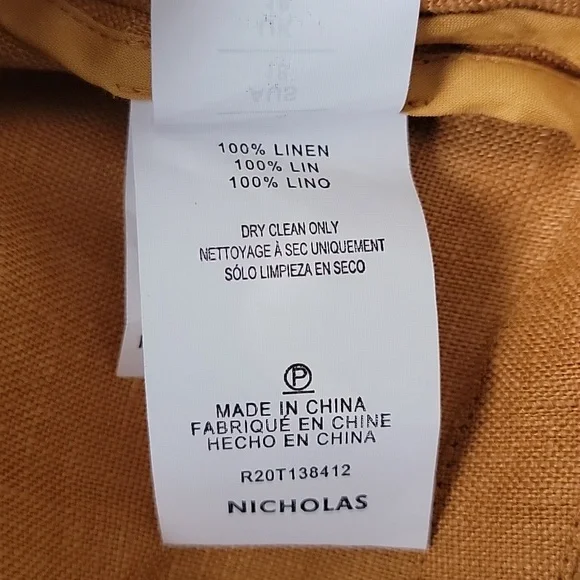 100% LINEN
100% LIN
100% LINO
DRY CLEAN ONLY
NETTOYAGE À SEC UNIQUEMENT
SÓLO LIMPIEZA EN SECO
P
MADE IN CHINA
FABRIQUÉ EN CHINE
HECHO EN CHINA
R20T138412
NICHOLAS